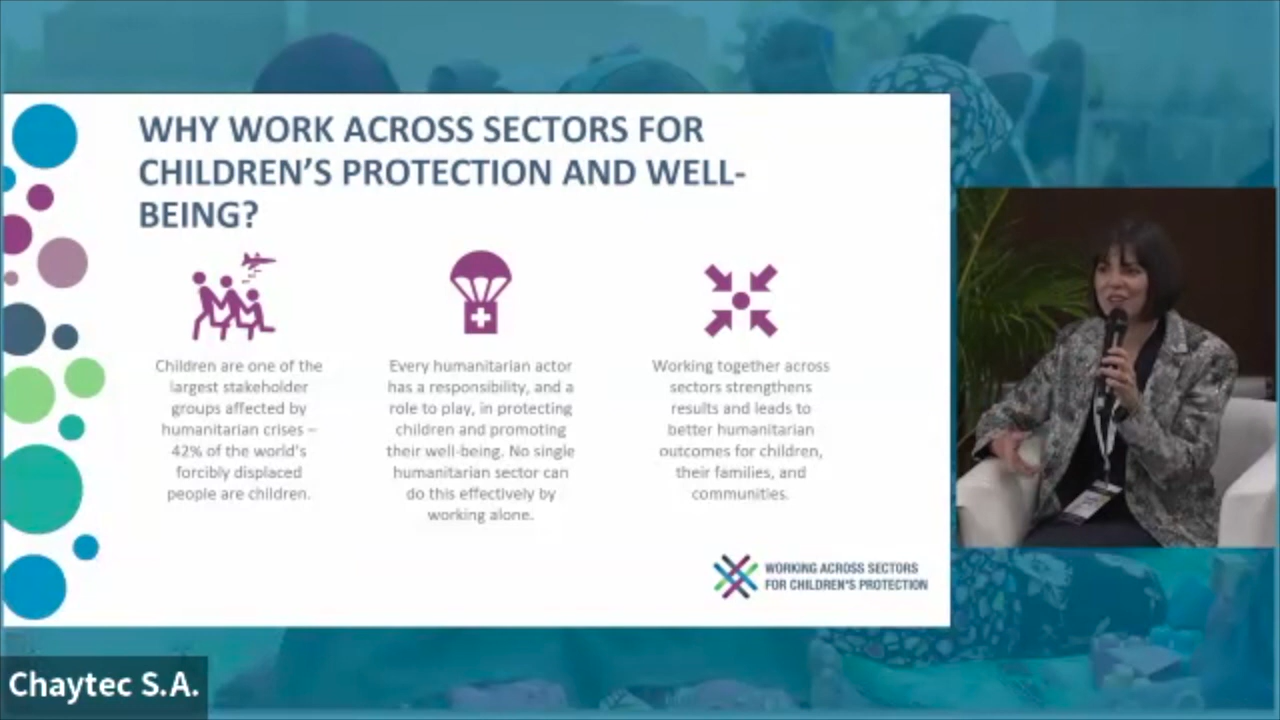 WHY WORK ACROSS SECTORS FOR
CHILDREN'S PROTECTION AND WELL-
BEING?
Children are one of the
largest stakeholder
groups affected by
humanitarian crises –
42% of the world's
forcibly displaced
people are children.
Every humanitarian actor
has a responsibility, and a
role to play, in protecting
children and promoting
their well-being. No single
humanitarian sector can
do this effectively by
working alone.
Working together across
sectors strengthens
results and leads to
better humanitarian
outcomes for children,
their families, and
communities.
WORKING ACROSS SECTORS
FOR CHILDREN'S PROTECTION
Chaytec S.A.